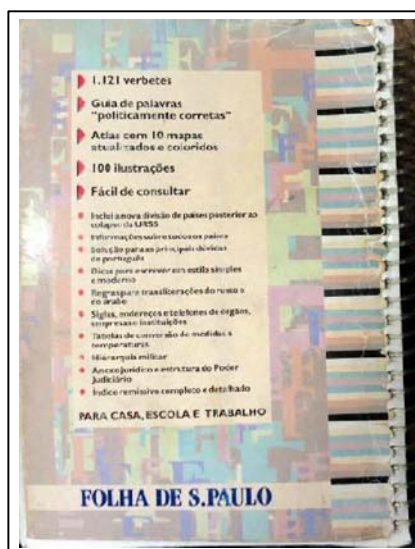 1.121 verbetes
Guia de palavras
"politicamente corretas"
Atlas com 10 mapas
atualizados e coloridos
100 ilustrações
Fácil de consultar
Inclui a nova divisão de países posterior ao
colapso da URSS
Informações sobre todos os países
Solução para as principais dúvidas
de português
Dicas para escrever em estilo simples
e moderno
Regras para transliterações do russo e
do árabe
Siglas, endereços e telefones de órgãos,
empresas e instituições
Tabelas de conversão de medidas e
temperaturas
Hierarquia militar
Anexo jurídico e estrutura do Poder
Judiciário
Índice remissivo completo e detalhado
PARA CASA, ESCOLA E TRABALHO
FOLHA DE S.PAULO